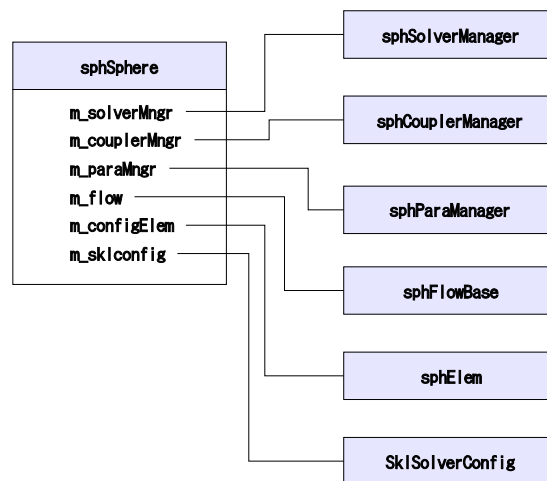 sphSphere
m_solverMngr
m_couplerMngr
m_paraMngr
m_flow
m_configElem
m_sklconfig
sphSolverManager
sphCouplerManager
sphParaManager
sphFlowBase
sphElem
SklSolverConfig